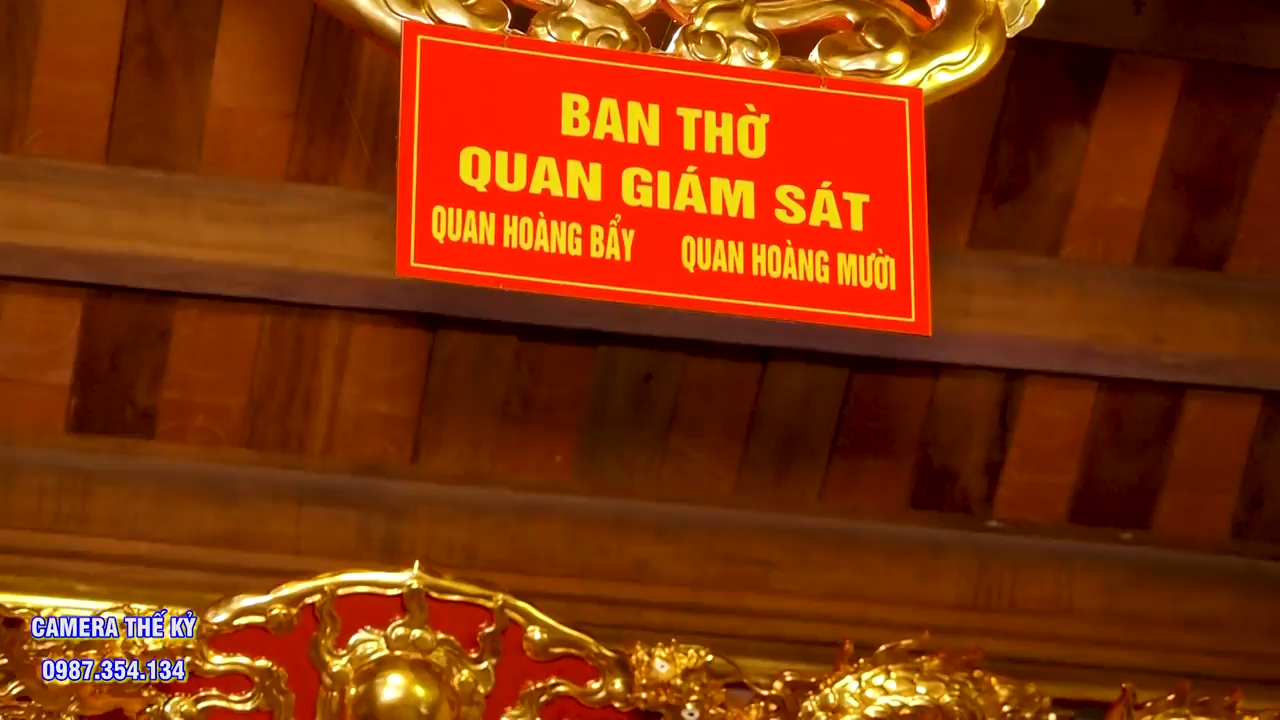 BAN THỜ
QUAN GIÁM SÁT
QUAN HOÀNG BẨY QUAN HOÀNG MƯỜI
CAMERA THẾ KỶ
0987.354.134